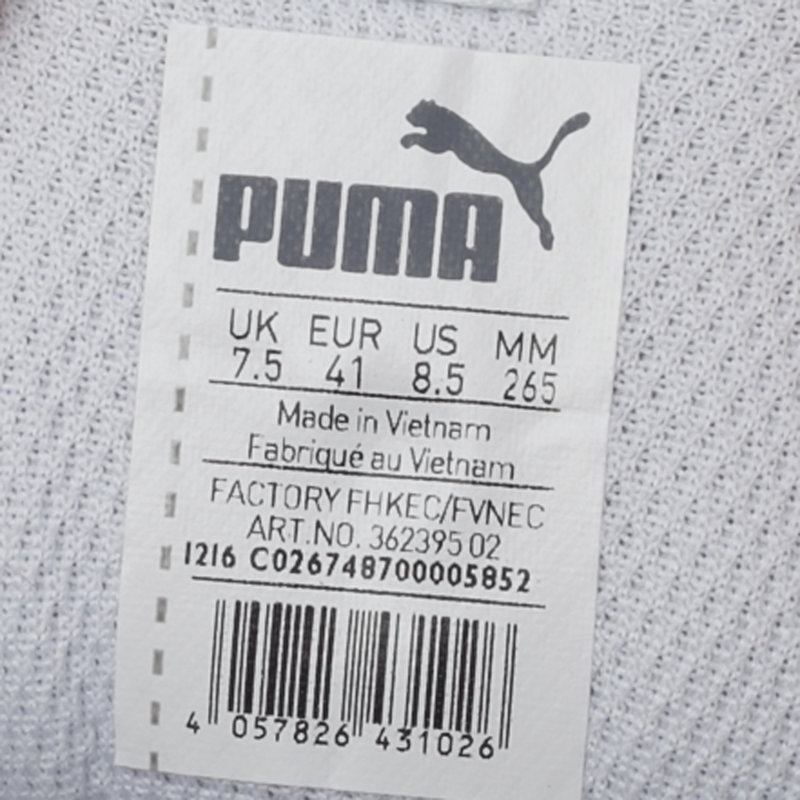 PUMA
UK EUR US MM
7.5 41 8.5 265
Made in Vietnam
Fabriqué au Vietnam
FACTORY FHKEC/FVNEC
ART.NO. 362395 02
1216 C026748700005852
4 057826 431026